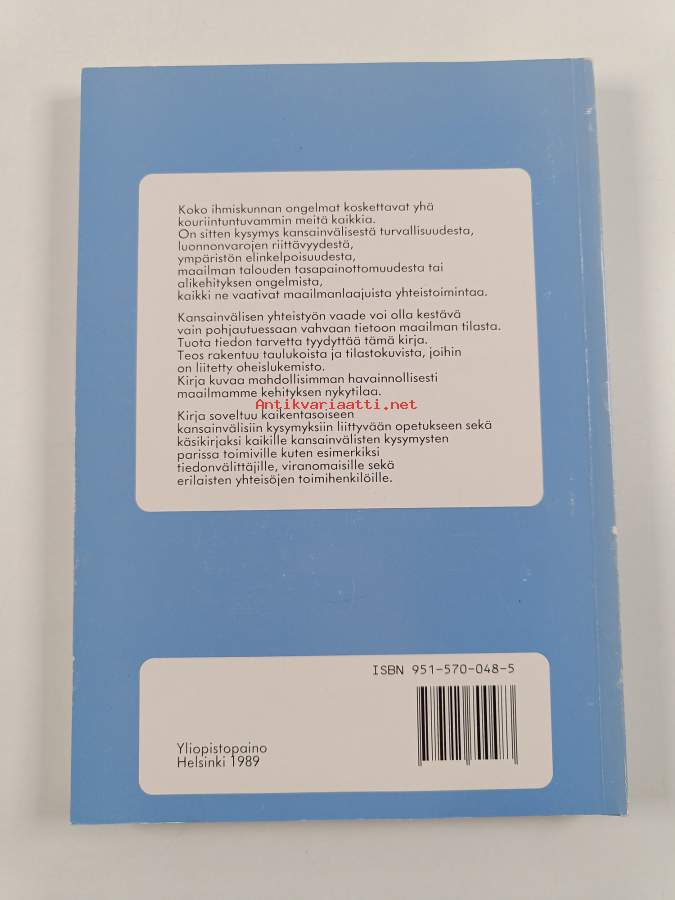 Koko ihmiskunnan ongelmat koskettavat yhä
kouriintuntuvammin meitä kaikkia.
On sitten kysymys kansainvälisestä turvallisuudesta,
luonnonvarojen riittävyydestä,
ympäristön elinkelpoisuudesta,
maailman talouden tasapainottomuudesta tai
alikehityksen ongelmista,
kaikki ne vaativat maailmanlaajuista yhteistoimintaa.
Kansainvälisen yhteistyön vaade voi olla kestävä
vain pohjautuessaan vahvaan tietoon maailman tilasta.
Tuota tiedon tarvetta tyydyttää tämä kirja.
Teos rakentuu taulukoista ja tilastokuvista, joihin
on liitetty oheislukemisto.
Kirja kuvaa mahdollisimman havainnollisesti
maailmamme kehityksen nykytilaa.
Antikvariaatti.net
Kirja soveltuu kaikentasoiseen
kansainvälisiin kysymyksiin liittyvään opetukseen sekä
käsikirjaksi kaikille kansainvälisten kysymysten
parissa toimiville kuten esimerkiksi
tiedonvälittäjille, viranomaisille sekä
erilaisten yhteisöjen toimihenkilöille.
ISBN 951-570-048-5
Yliopistopaino
Helsinki 1989